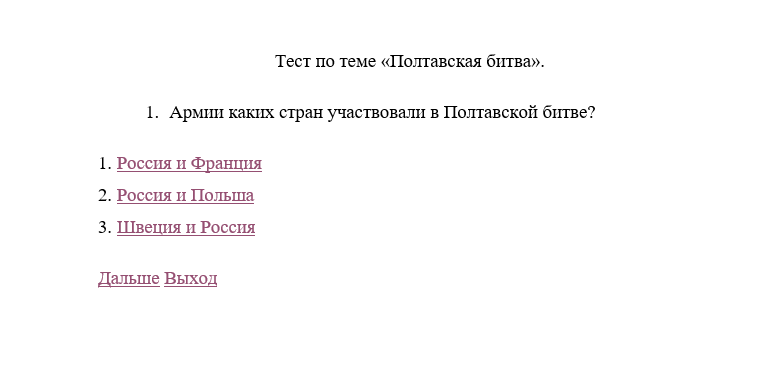 Тест по теме «Полтавская битва».
1. Армии каких стран участвовали в Полтавской битве?
1. Россия и Франция
2. Россия и Польша
3. Швеция и Россия
Дальше Выход